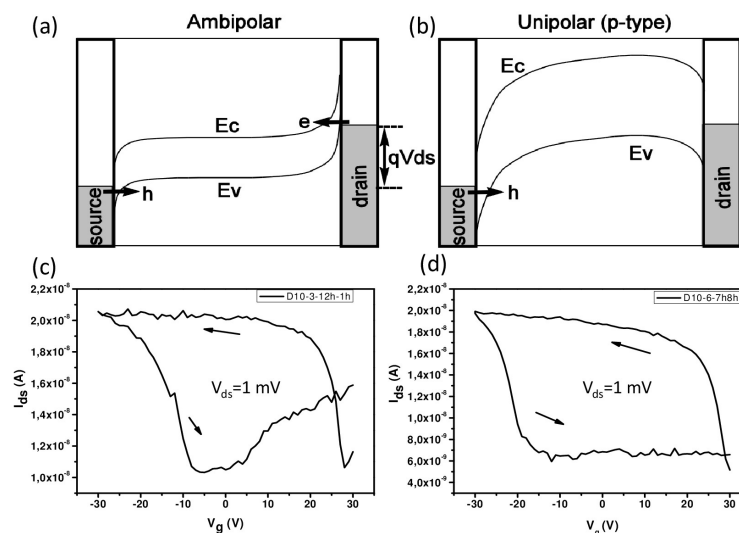 (a)
Ambipolar
Ec
e
Ev
h
source
drain
qVds
(b)
Unipolar (p-type)
Ec
Ev
h
source
drain
(c)
2,2x10⁻⁸
2,0x10⁻⁸
1,8x10⁻⁸
1,6x10⁻⁸
1,4x10⁻⁸
1,2x10⁻⁸
1,0x10⁻⁸
Ids (A)
D10-3-12h-1h
Vds=1 mV
-30 -20 -10 0 10 20 30
Vg (V)
(d)
2,2x10⁻⁸
2,0x10⁻⁸
1,8x10⁻⁸
1,6x10⁻⁸
1,4x10⁻⁸
1,2x10⁻⁸
1,0x10⁻⁸
8,0x10⁻⁹
6,0x10⁻⁹
4,0x10⁻⁹
Ids (A)
D10-6-7h8h
Vds=1 mV
-30 -20 -10 0 10 20 30
Vg (V)